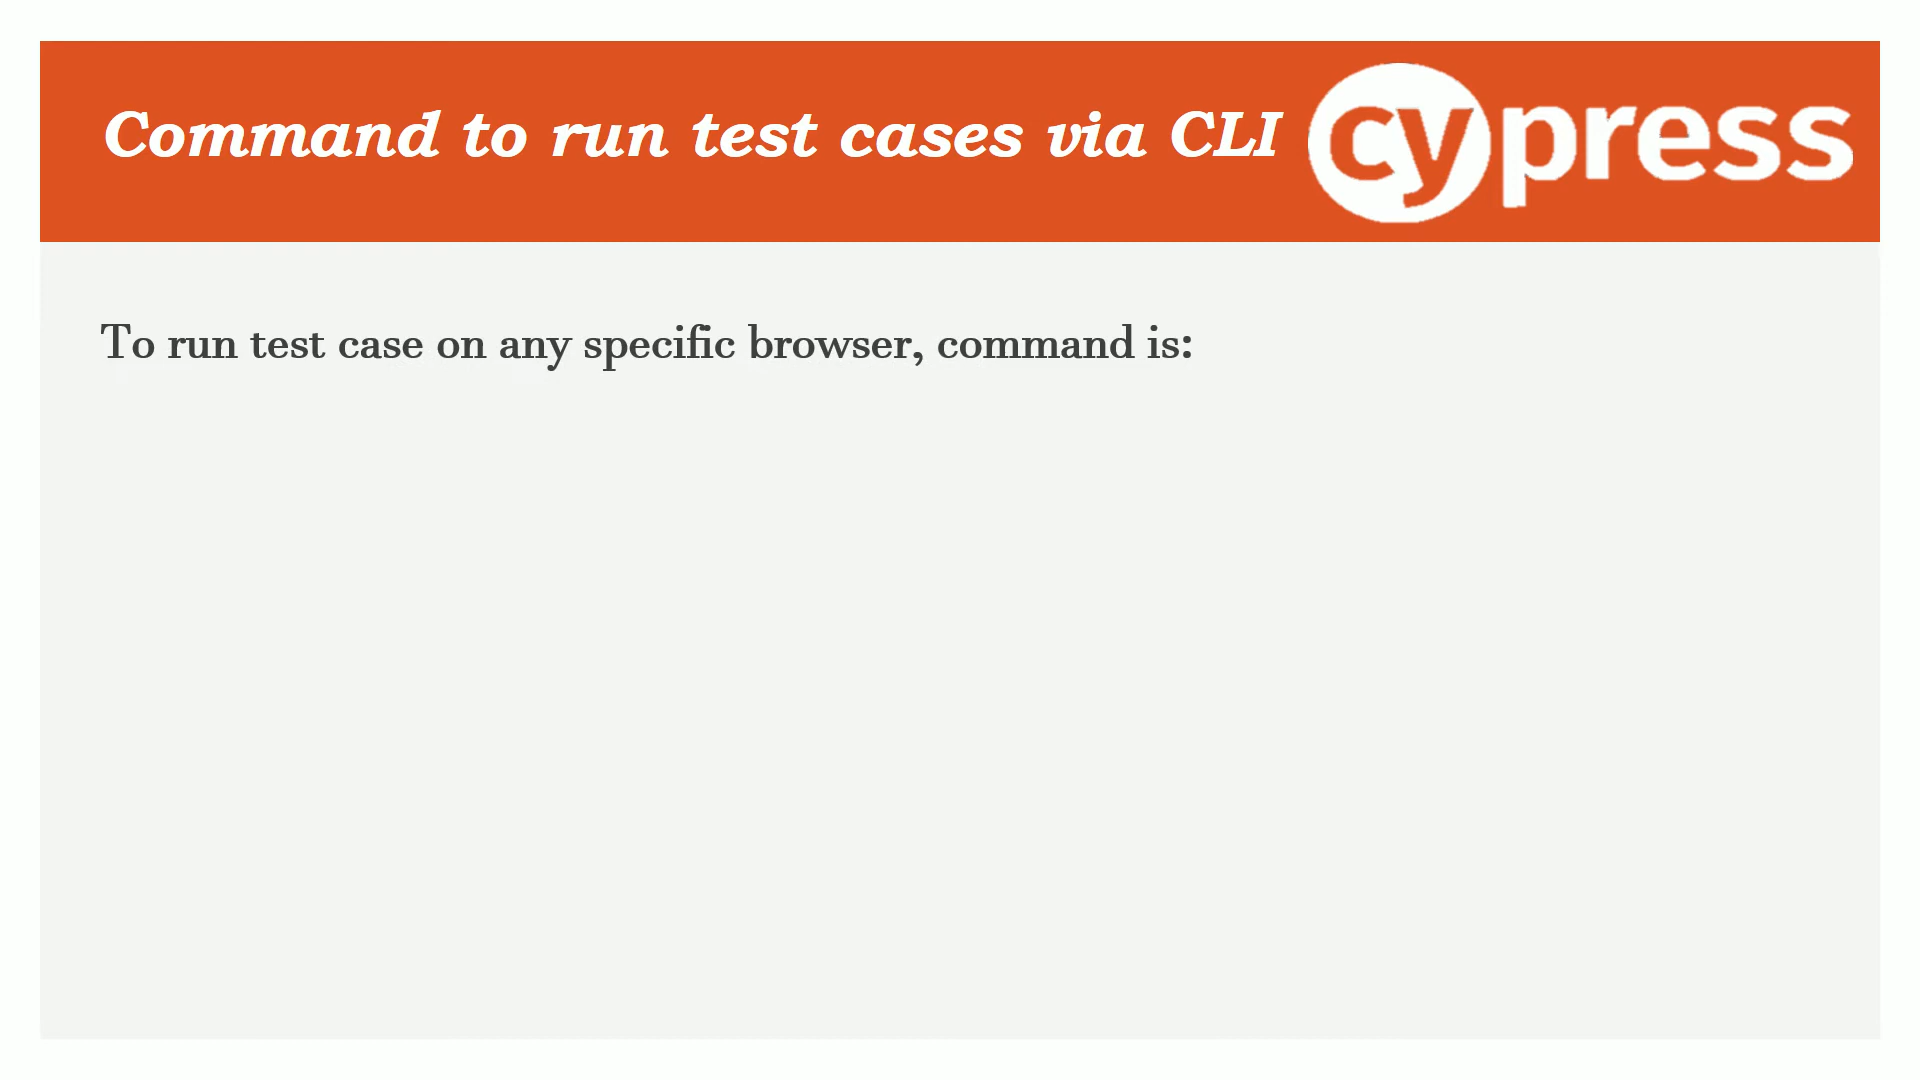 Command to run test cases via CLI
cypress
To run test case on any specific browser, command is: